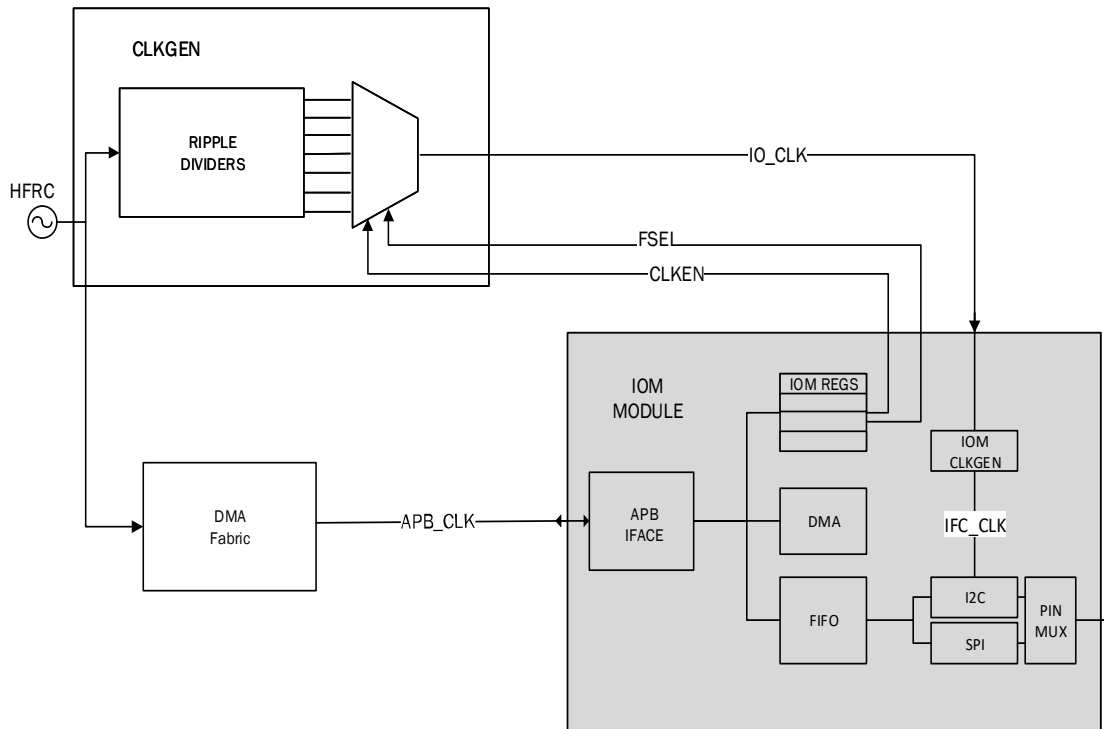 CLKGEN
RIPPLE
DIVIDERS
HFRC
IO_CLK
FSEL
CLKEN
IOM
MODULE
IOM REGS
IOM
CLKGEN
DMA
Fabric
APB_CLK
APB
IFACE
DMA
IFC_CLK
FIFO
I2C
SPI
PIN
MUX